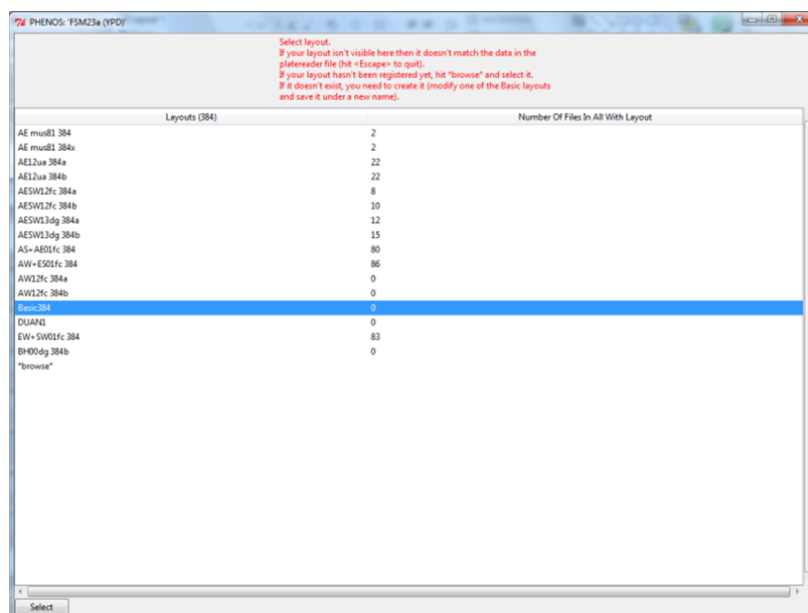 PHENOS: 'FSM23a (YPD)'
Select layout.
If your layout isn't visible here then it doesn't match the data in the
platereader file (hit <Escape> to quit).
If your layout hasn't been registered yet, hit *browse* and select it.
If it doesn't exist, you need to create it (modify one of the Basic layouts
and save it under a new name).
Layouts (384) Number Of Files In All With Layout
AE mus81 384 2
AE mus81 384x 2
AE12ua 384a 22
AE12ua 384b 22
AESW12fc 384a 8
AESW12fc 384b 10
AESW13dg 384a 12
AESW13dg 384b 15
AS+AE01fc 384 80
AW+ES01fc 384 86
AW12fc 384a 0
AW12fc 384b 0
Basic384 0
DUAN1 0
EW+SW01fc 384 83
BH00dg 384b 0
*browse*
Select